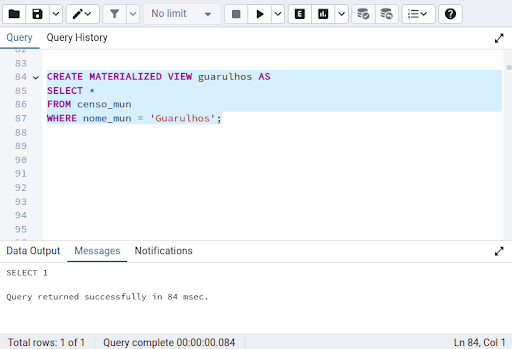 No limit
E
Query
Query History
82
83
84 CREATE MATERIALIZED VIEW guarulhos AS
85 SELECT *
86 FROM censo_mun
87 WHERE nome_mun = 'Guarulhos';
88
89
90
91
92
93
94
95
Data Output
Messages
Notifications
SELECT 1
Query returned successfully in 84 msec.
Total rows: 1 of 1
Query complete 00:00:00.084
Ln 84, Col 1